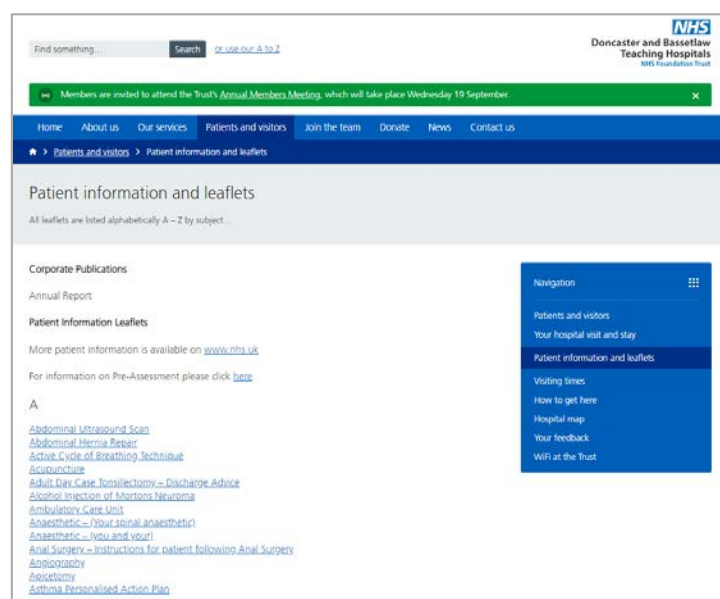 NHS
Doncaster and Bassetlaw
Teaching Hospitals
NHS Foundation Trust
Find something...
Search
or use our A to Z
Members are invited to attend the Trust's Annual Members Meeting, which will take place Wednesday 19 September.
×
Home About us Our services Patients and visitors Join the team Donate News Contact us
> Patients and visitors > Patient information and leaflets
Patient information and leaflets
All leaflets are listed alphabetically A – Z by subject...
Corporate Publications
Annual Report
Patient Information Leaflets
More patient information is available on www.nhs.uk
For information on Pre-Assessment please click here
A
Abdominal Ultrasound Scan
Abdominal Hernia Repair
Active Cycle of Breathing Technique
Acupuncture
Adult Day Case Tonsillectomy – Discharge Advice
Alcohol Injection of Mortons Neuroma
Ambulatory Care Unit
Anaesthetic – (Your spinal anaesthetic)
Anaesthetic – (you and your)
Anal Surgery – Instructions for patient following Anal Surgery
Angiography
Apicetomy
Asthma Personalised Action Plan
Navigation
Patients and visitors
Your hospital visit and stay
Patient information and leaflets
Visiting times
How to get here
Hospital map
Your feedback
WiFi at the Trust